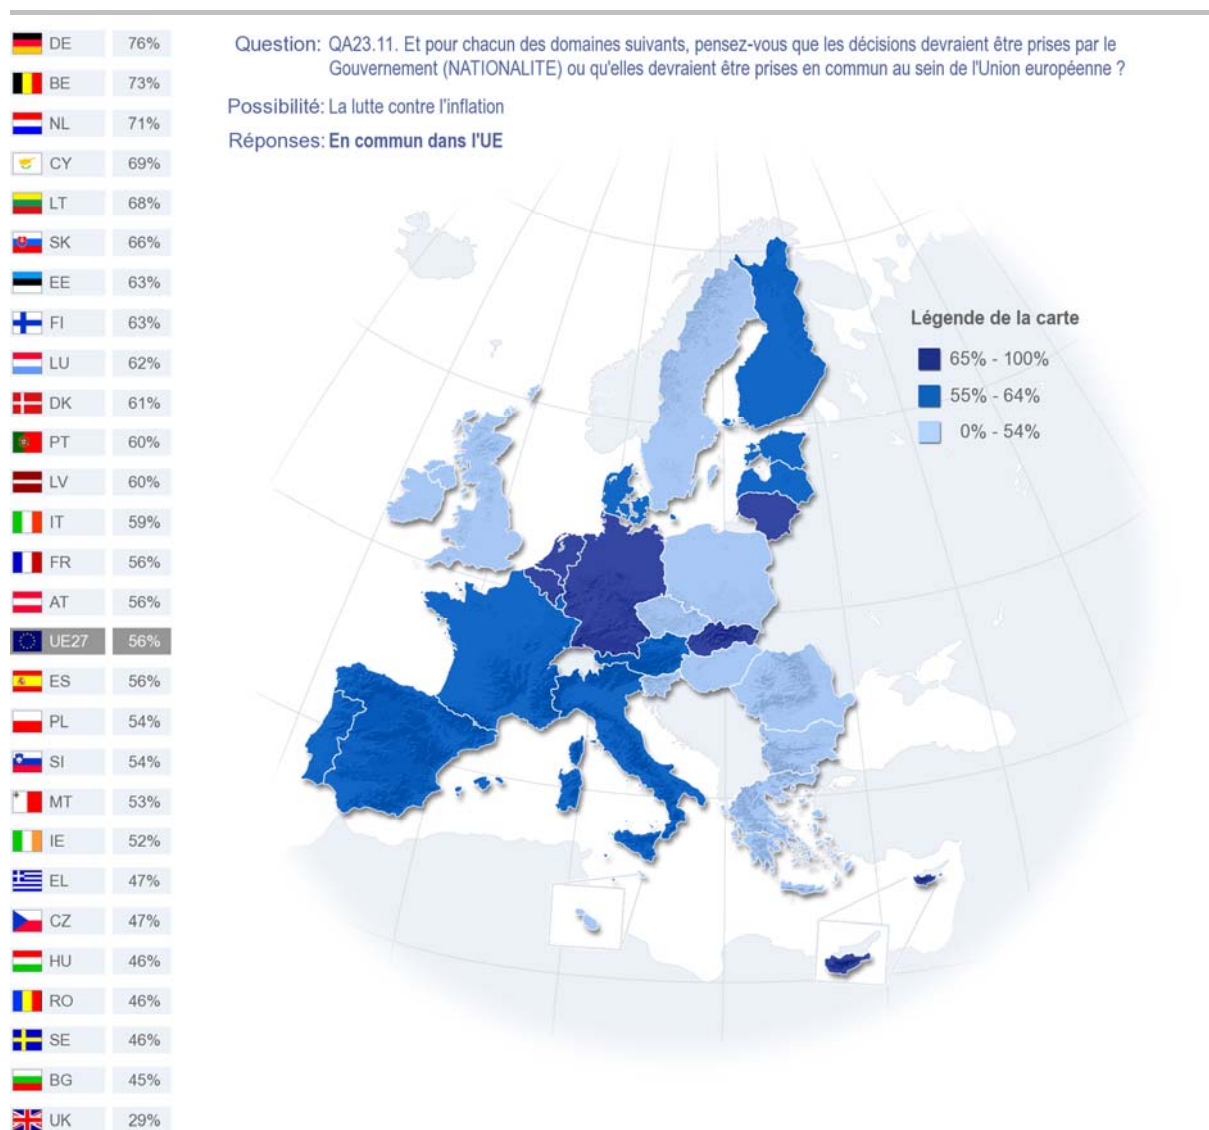 DE 76%
BE 73%
NL 71%
CY 69%
LT 68%
SK 66%
EE 63%
FI 63%
LU 62%
DK 61%
PT 60%
LV 60%
IT 59%
FR 56%
AT 56%
UE27 56%
ES 56%
PL 54%
SI 54%
MT 53%
IE 52%
EL 47%
CZ 47%
HU 46%
RO 46%
SE 46%
BG 45%
UK 29%
Question: QA23.11. Et pour chacun des domaines suivants, pensez-vous que les décisions devraient être prises par le
Gouvernement (NATIONALITE) ou qu'elles devraient être prises en commun au sein de l'Union européenne ?
Possibilité: La lutte contre l'inflation
Réponses: En commun dans l'UE
Légende de la carte
65% - 100%
55% - 64%
0% - 54%